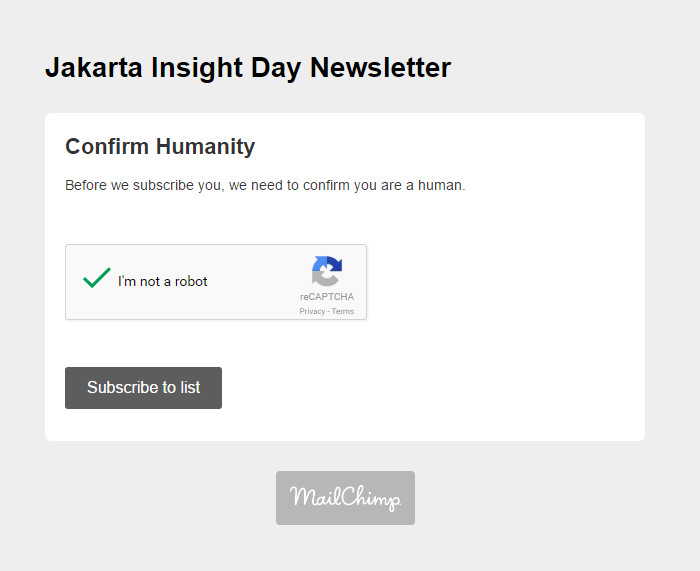 Jakarta Insight Day Newsletter
Confirm Humanity
Before we subscribe you, we need to confirm you are a human.
I'm not a robot
reCAPTCHA
Privacy - Terms
Subscribe to list
MailChimp